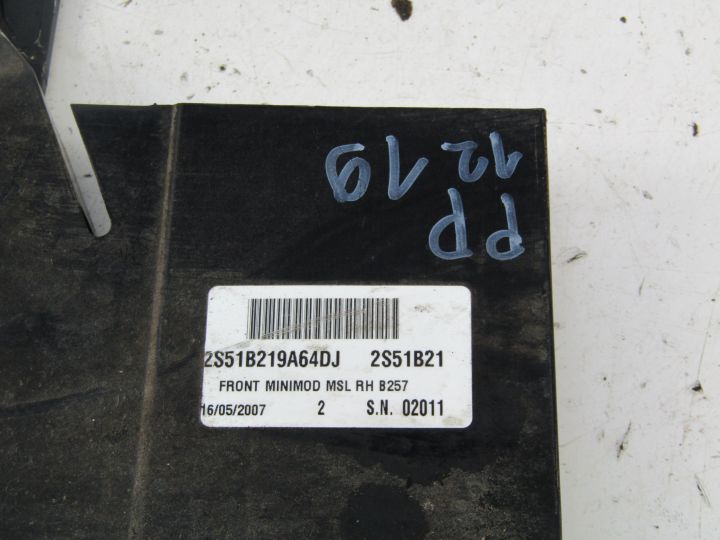 PP
12 19
2S51B219A64DJ 2S51B21
FRONT MINIMOD MSL RH B257
16/05/2007 2 S.N. 02011